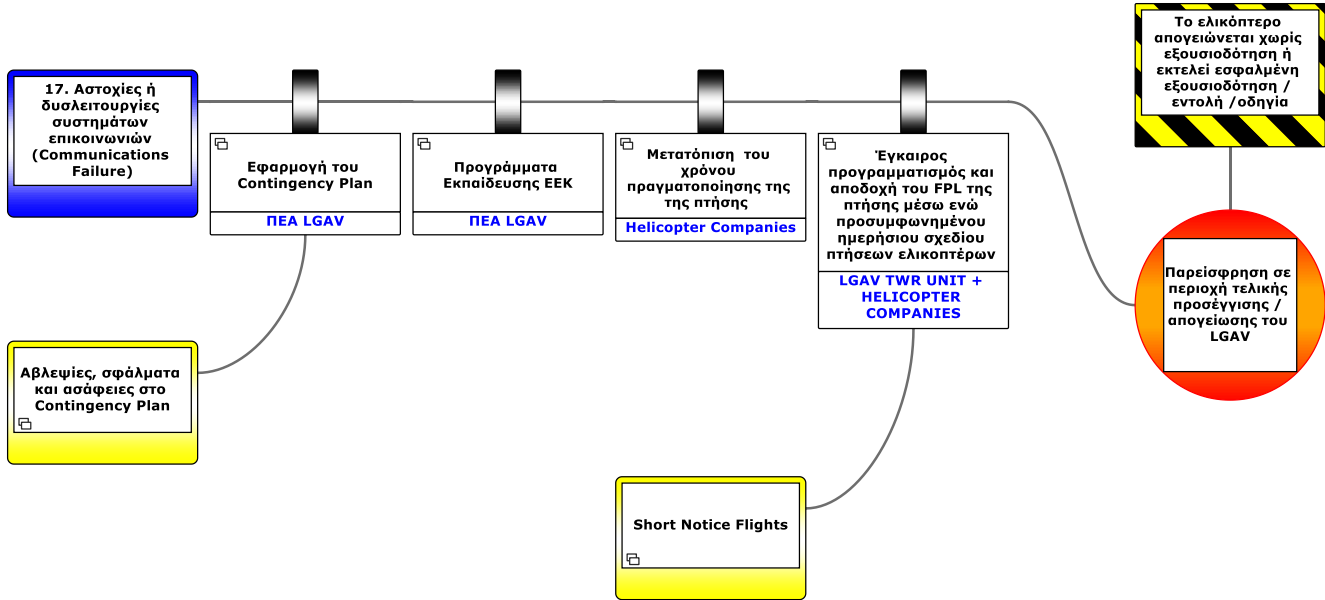 17. Αστοχίες ή
δυσλειτουργίες
συστημάτων
επικοινωνιών
(Communications
Failure)
Εφαρμογή του
Contingency Plan
ΠΕΑ LGAV
Προγράμματα
Εκπαίδευσης ΕΕΚ
ΠΕΑ LGAV
Μετατόπιση του
χρόνου
πραγματοποίησης της
της πτήσης
Helicopter Companies
Έγκαιρος
προγραμματισμός και
αποδοχή του FPL της
πτήσης μέσω ενώ
προσυμφωνημένου
ημερήσιου σχεδίου
πτήσεων ελικοπτέρων
LGAV TWR UNIT +
HELICOPTER
COMPANIES
Το ελικόπτερο
απογειώνεται χωρίς
εξουσιοδότηση ή
εκτελεί εσφαλμένη
εξουσιοδότηση /
εντολή /οδηγία
Παρείσφρηση σε
περιοχή τελικής
προσέγγισης /
απογείωσης του
LGAV
Αβλεψίες, σφάλματα
και ασάφειες στο
Contingency Plan
Short Notice Flights